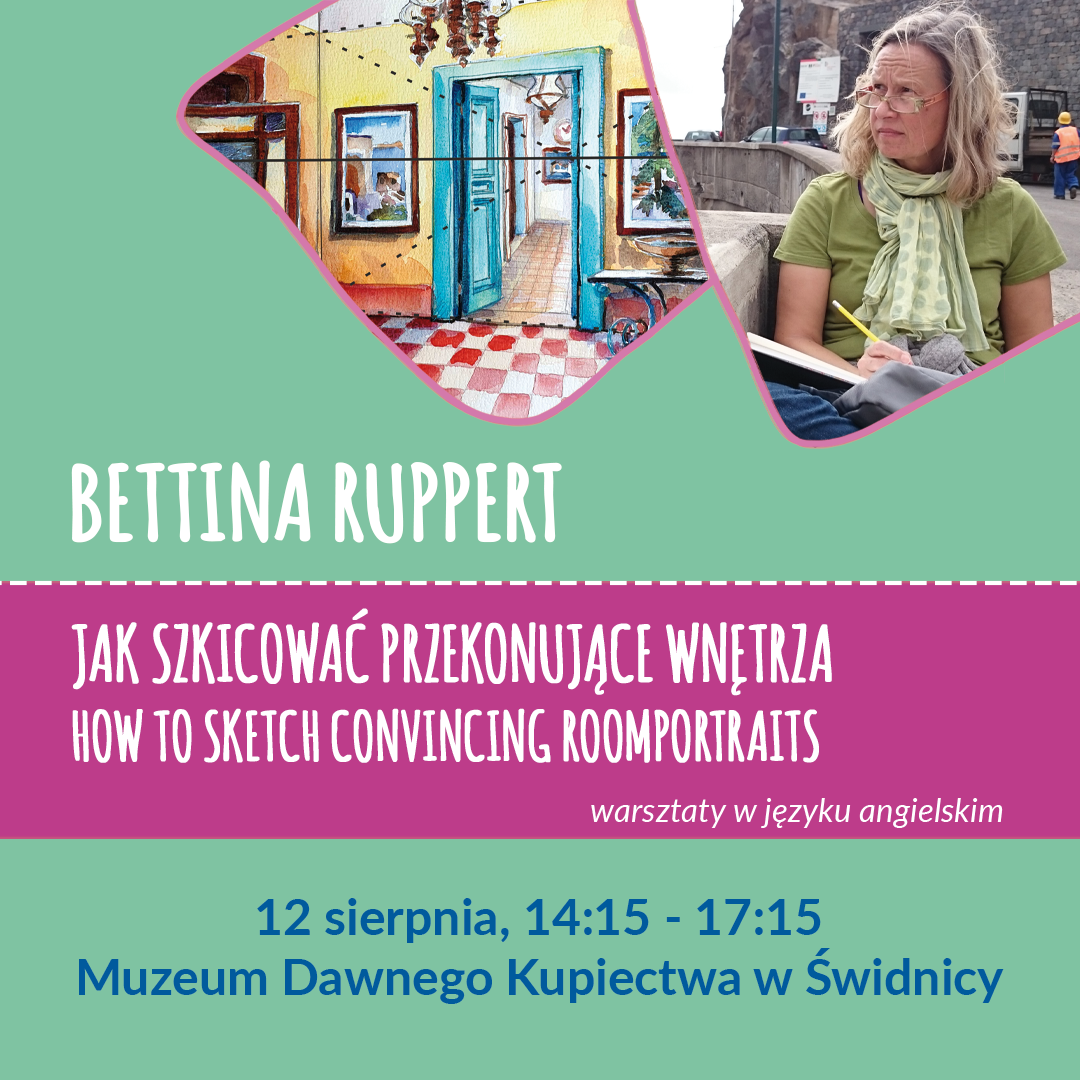 BETTINA RUPPERT
JAK SZKICOWAĆ PRZEKONUJĄCE WNĘTRZA
HOW TO SKETCH CONVINCING ROOMPORTRAITS
warsztaty w języku angielskim
12 sierpnia, 14:15 - 17:15
Muzeum Dawnego Kupiectwa w Świdnicy